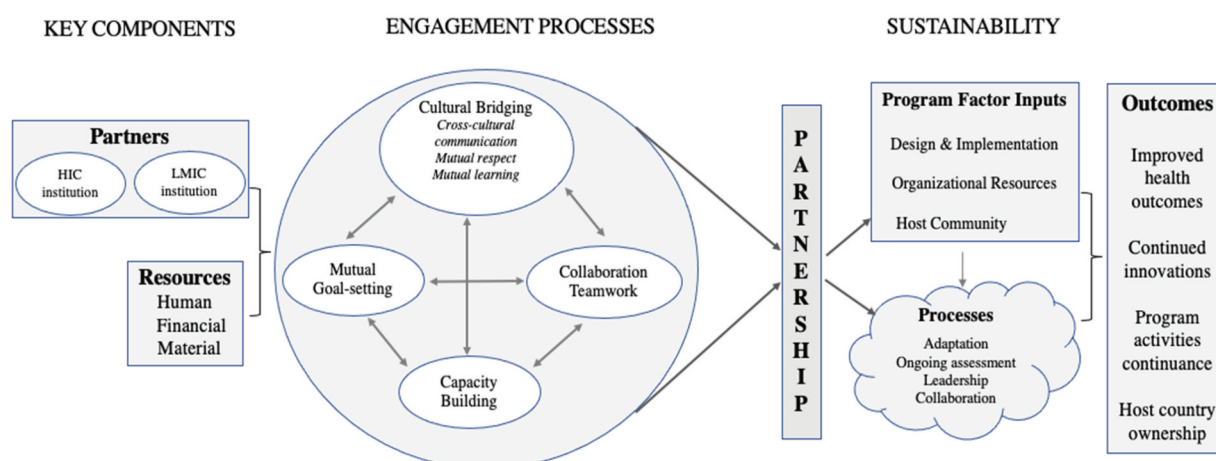 KEY COMPONENTS
ENGAGEMENT PROCESSES
SUSTAINABILITY
Partners
HIC
institution
LMIC
institution
Resources
Human
Financial
Material
Cultural Bridging
Cross-cultural
communication
Mutual respect
Mutual learning
Mutual
Goal-setting
Collaboration
Teamwork
Capacity
Building
PARTNERSHIP
Program Factor Inputs
Design & Implementation
Organizational Resources
Host Community
Processes
Adaptation
Ongoing assessment
Leadership
Collaboration
Outcomes
Improved
health
outcomes
Continued
innovations
Program
activities
continuance
Host country
ownership